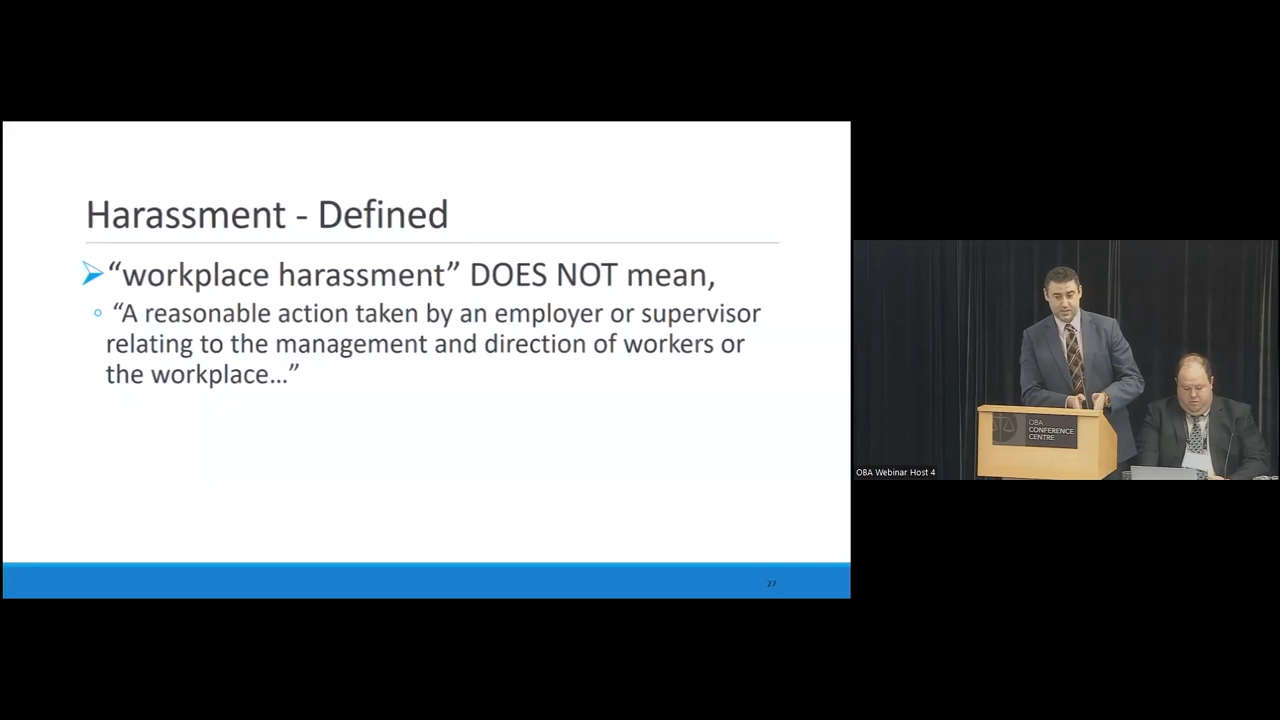 Harassment - Defined
“workplace harassment” DOES NOT mean,
“A reasonable action taken by an employer or supervisor
relating to the management and direction of workers or
the workplace…”
27
OBA
CONFERENCE
CENTRE
OBA Webinar Host 4